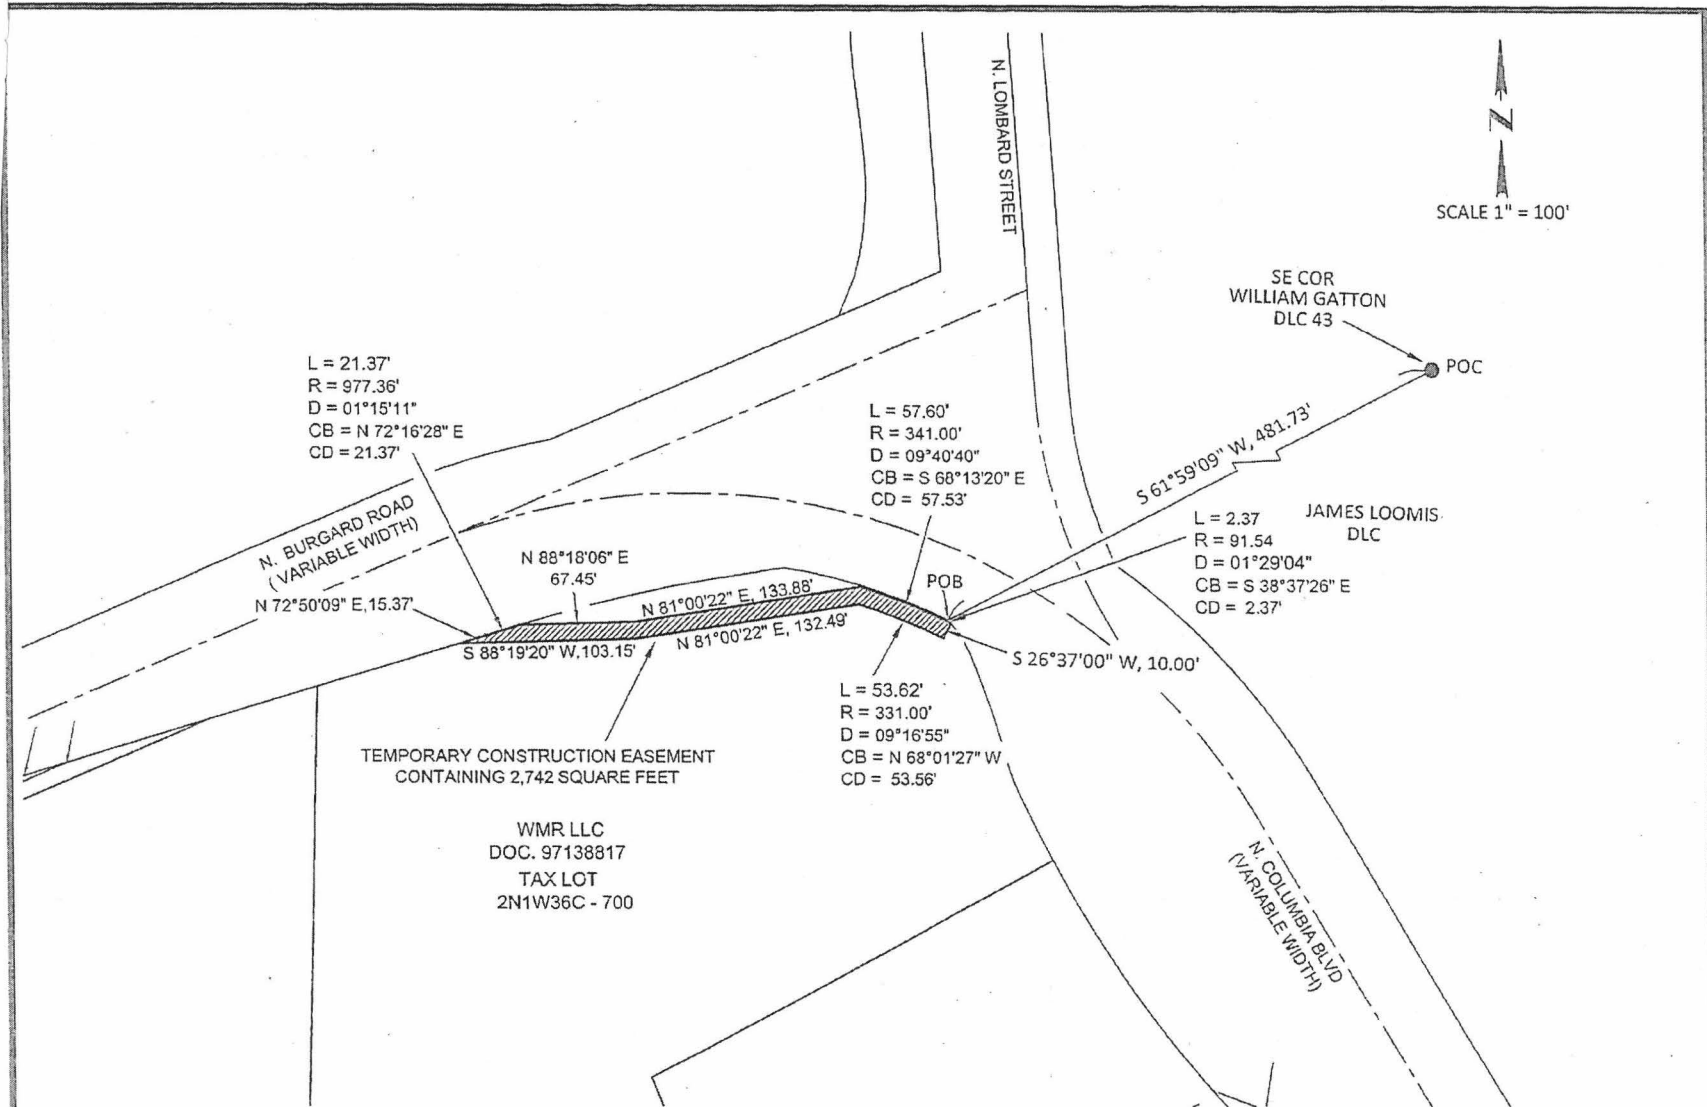 N. LOMBARD STREET
N
SCALE 1" = 100'
SE COR
WILLIAM GATTON
DLC 43
POC
S 61°59'09" W, 481.73'
JAMES LOOMIS
DLC
L = 21.37'
R = 977.36'
D = 01°15'11"
CB = N 72°16'28" E
CD = 21.37'
L = 57.60'
R = 341.00'
D = 09°40'40"
CB = S 68°13'20" E
CD = 57.53'
L = 2.37
R = 91.54
D = 01°29'04"
CB = S 38°37'26" E
CD = 2.37'
N. BURGARD ROAD
(VARIABLE WIDTH)
N 88°18'06" E
67.45'
POB
N 72°50'09" E,15.37'
N 81°00'22" E, 133.88'
N 81°00'22" E, 132.49'
S 88°19'20" W,103.15'
S 26°37'00" W, 10.00'
L = 53.62'
R = 331.00'
D = 09°16'55"
CB = N 68°01'27" W
CD = 53.56'
TEMPORARY CONSTRUCTION EASEMENT
CONTAINING 2,742 SQUARE FEET
WMR LLC
DOC. 97138817
TAX LOT
2N1W36C - 700
N. COLUMBIA BLVD
(VARIABLE WIDTH)